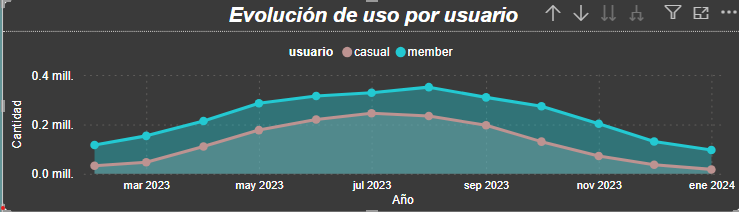 Evolución de uso por usuario
usuario casual member
0.4 mill.
0.2 mill.
0.0 mill.
Cantidad
mar 2023 may 2023 jul 2023 sep 2023 nov 2023 ene 2024
Año